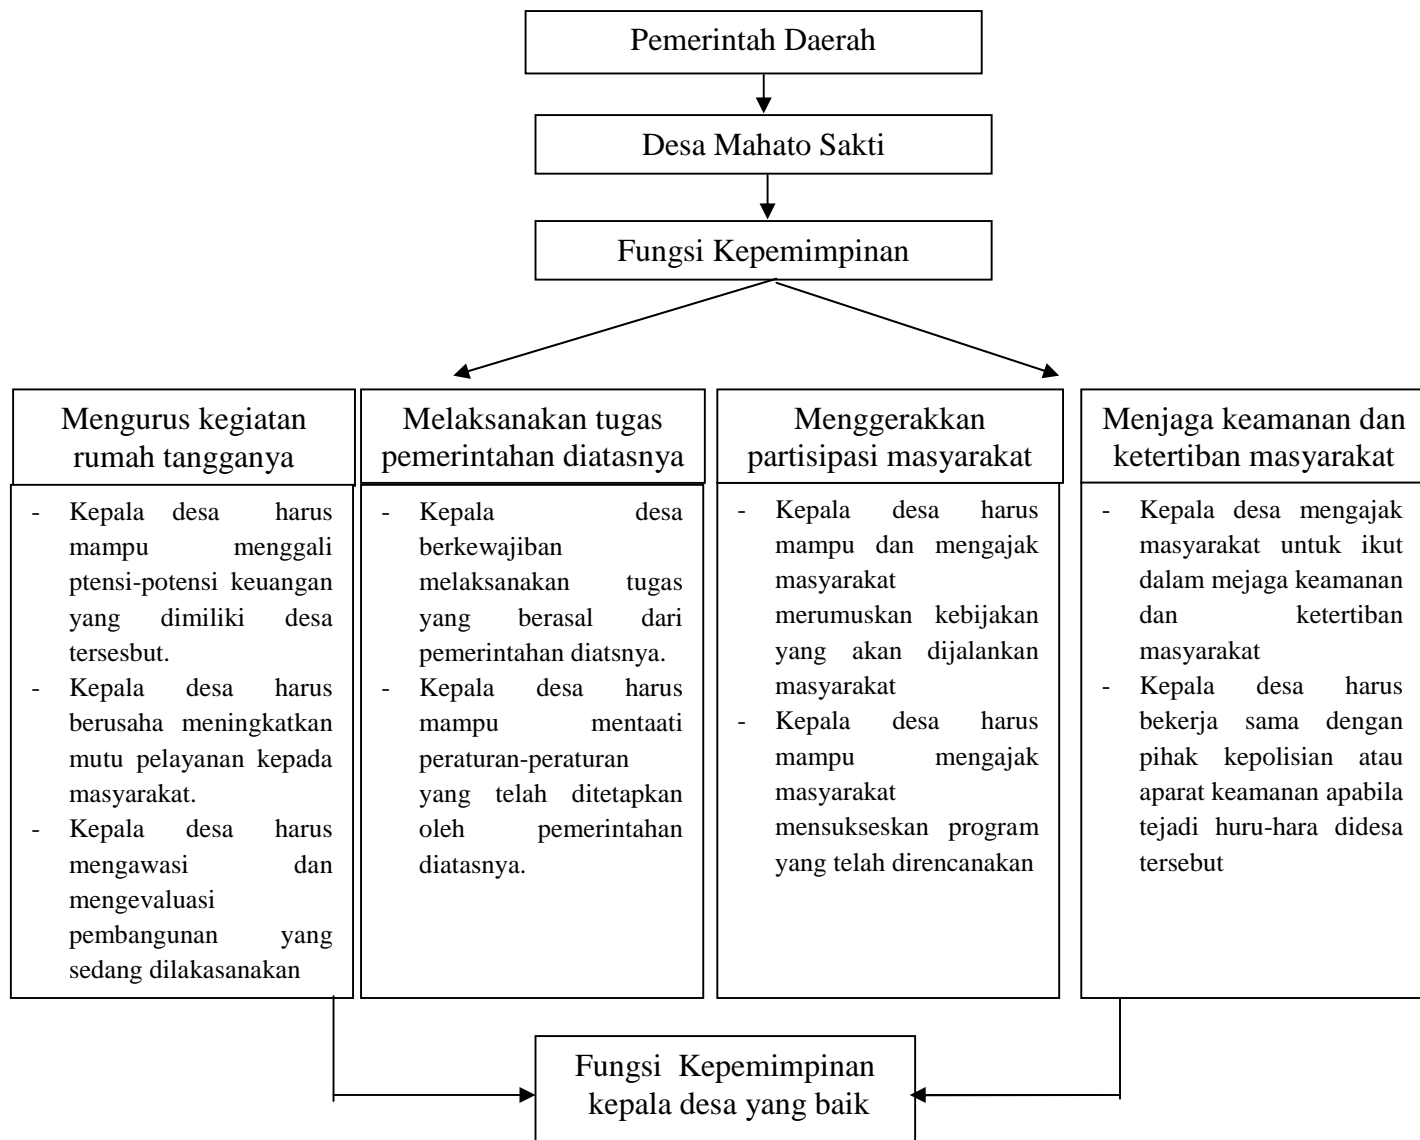 Pemerintah Daerah
Desa Mahato Sakti
Fungsi Kepemimpinan
Mengurus kegiatan
rumah tangganya
- Kepala desa harus
mampu menggali
ptensi-potensi keuangan
yang dimiliki desa
tersesbut.
- Kepala desa harus
berusaha meningkatkan
mutu pelayanan kepada
masyarakat.
- Kepala desa harus
mengawasi dan
mengevaluasi
pembangunan yang
sedang dilakasanakan
Melaksanakan tugas
pemerintahan diatasnya
- Kepala desa
berkewajiban
melaksanakan tugas
yang berasal dari
pemerintahan diatsnya.
- Kepala desa harus
mampu mentaati
peraturan-peraturan
yang telah ditetapkan
oleh pemerintahan
diatasnya.
Menggerakkan
partisipasi masyarakat
- Kepala desa harus
mampu dan mengajak
masyarakat
merumuskan kebijakan
yang akan dijalankan
masyarakat
- Kepala desa harus
mampu mengajak
masyarakat
mensukseskan program
yang telah direncanakan
Menjaga keamanan dan
ketertiban masyarakat
- Kepala desa mengajak
masyarakat untuk ikut
dalam mejaga keamanan
dan ketertiban
masyarakat
- Kepala desa harus
bekerja sama dengan
pihak kepolisian atau
aparat keamanan apabila
tejadi huru-hara didesa
tersebut
Fungsi Kepemimpinan
kepala desa yang baik